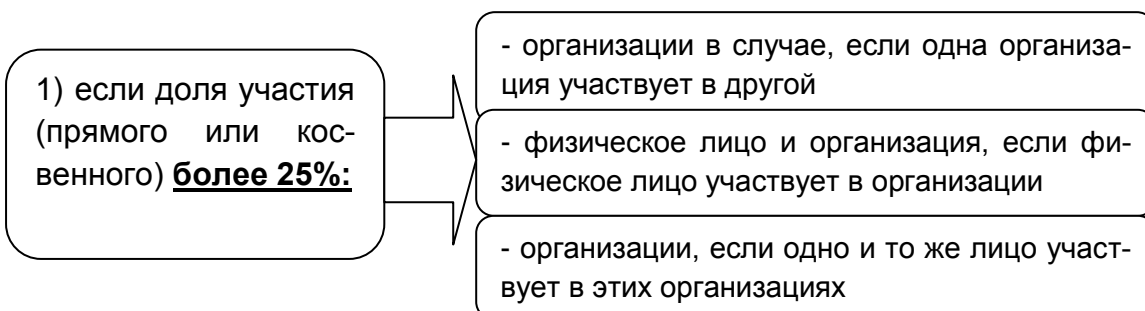 1) если доля участия
(прямого или кос-
венного) более 25%:
- организации в случае, если одна организа-
ция участвует в другой
- физическое лицо и организация, если фи-
зическое лицо участвует в организации
- организации, если одно и то же лицо участ-
вует в этих организациях